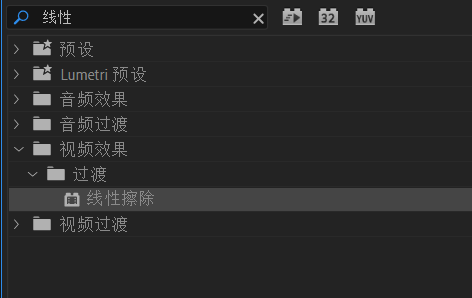 线性 32 YUV
预设
Lumetri 预设
音频效果
音频过渡
视频效果
过渡
线性擦除
视频过渡